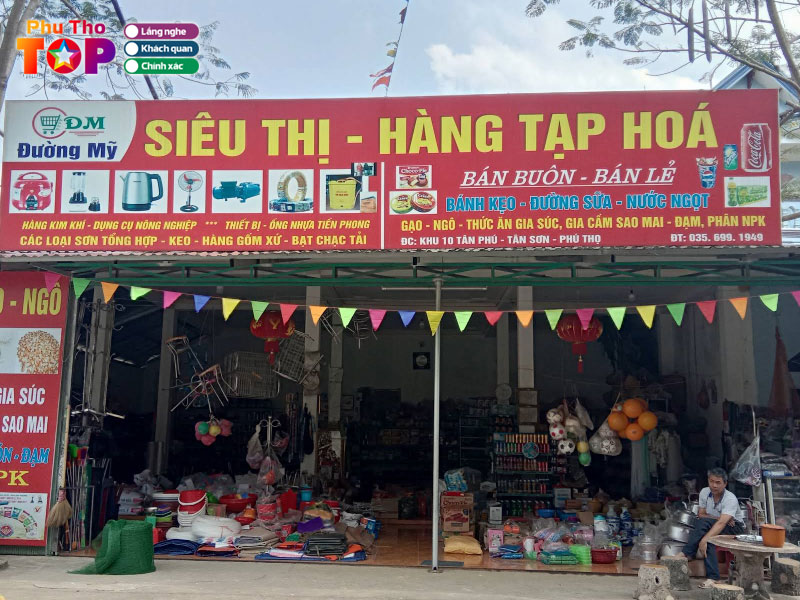 Phu Tho
TOP
Lắng nghe
Khách quan
Chính xác
ĐM
Đường Mỹ
SIÊU THỊ - HÀNG TẠP HOÁ
BÁN BUÔN - BÁN LẺ
BÁNH KẸO - ĐƯỜNG SỮA - NƯỚC NGỌT
HÀNG KIM KHÍ - DỤNG CỤ NÔNG NGHIỆP *** THIẾT BỊ - ỐNG NHỰA TIỀN PHONG
CÁC LOẠI SƠN TỔNG HỢP - KEO - HÀNG GỐM XỨ - BẠT CHẠC TẢI
GẠO - NGÔ - THỨC ĂN GIA SÚC, GIA CẦM SAO MAI - ĐẠM, PHÂN NPK
ĐC: KHU 10 TÂN PHÚ - TÂN SƠN - PHÚ THỌ
ĐT: 035. 699. 1949
Coca-Cola
O - NGÔ
GIA SÚC
SAO MAI
ĐẠM
PK